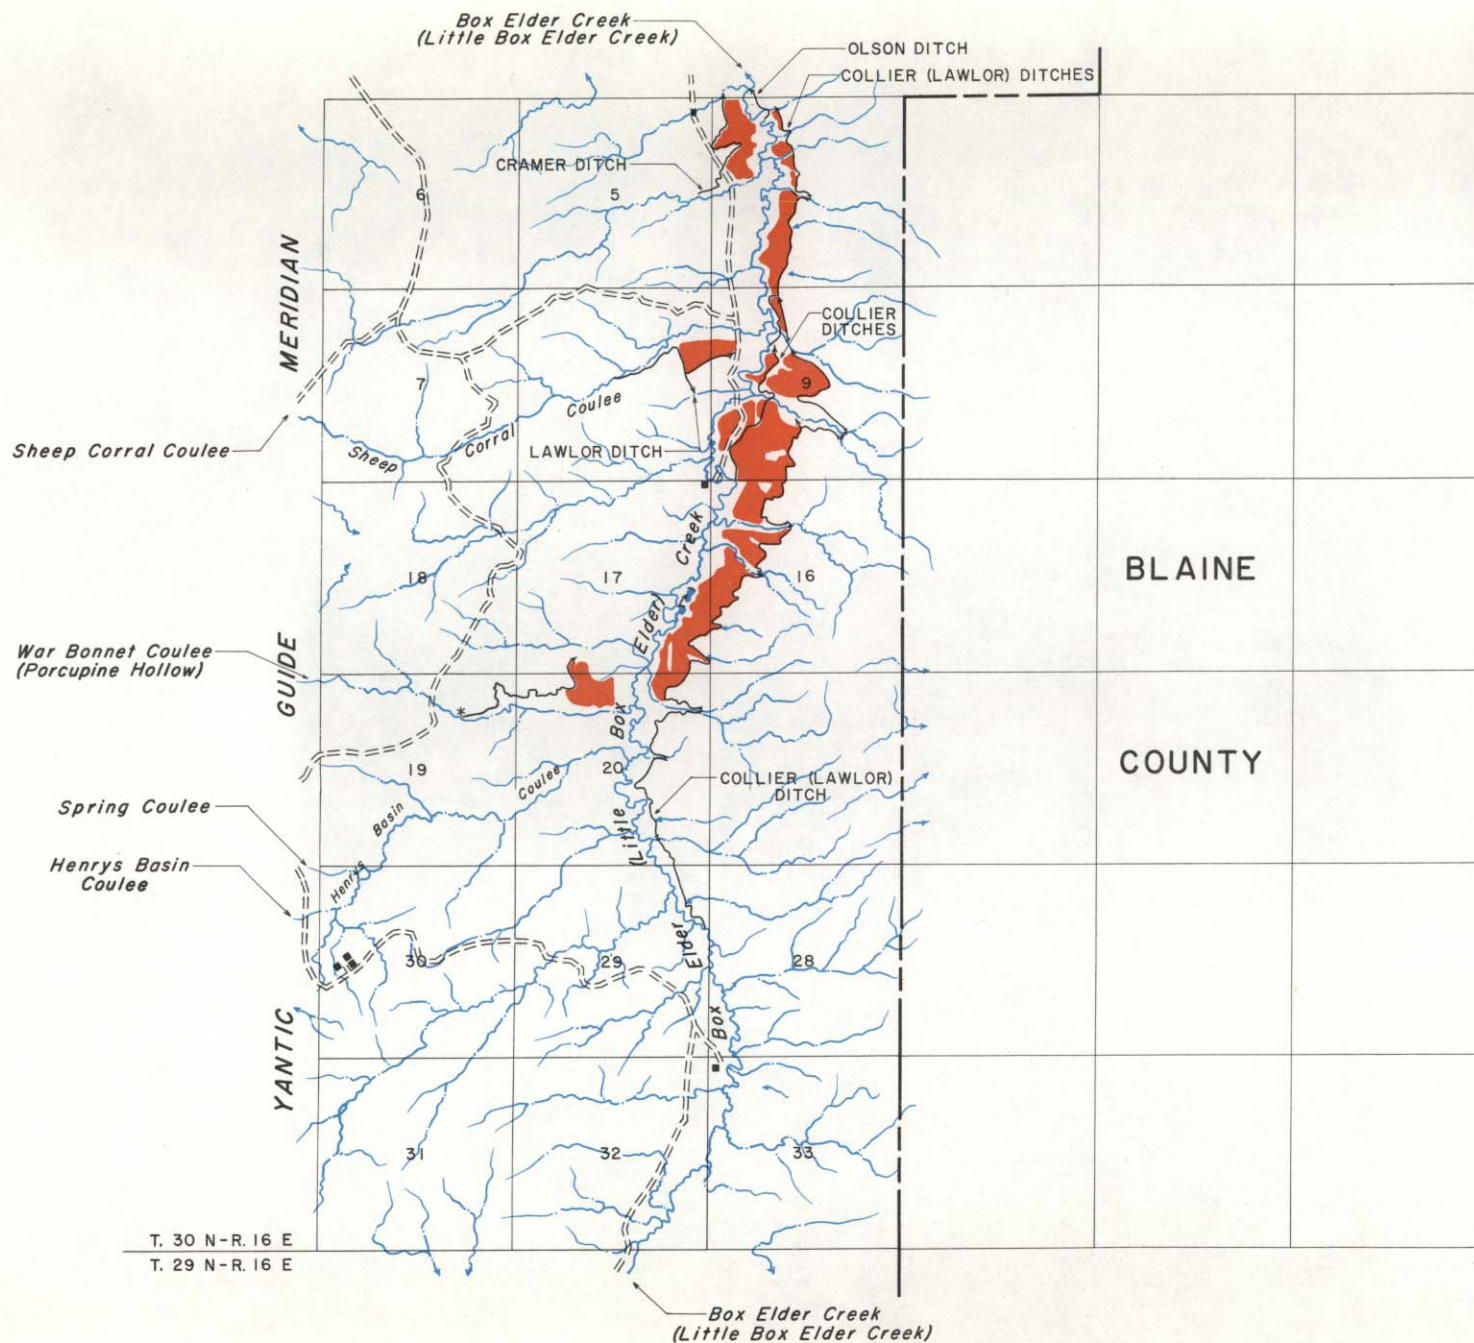 Box Elder Creek
(Little Box Elder Creek)
OLSON DITCH
COLLIER (LAWLOR) DITCHES
CRAMER DITCH
6
5
MERIDIAN
COLLIER
DITCHES
7
9
Coulee
Corral
Sheep
Sheep Corral Coulee
LAWLOR DITCH
Creek
BLAINE
18
17
16
Elder)
War Bonnet Coulee
(Porcupine Hollow)
GUIDE
*
Box
COUNTY
19
20
Coulee
COLLIER (LAWLOR)
DITCH
Spring Coulee
Basin
(Little
Henrys Basin
Coulee
Henrys
Elder
30
29
28
Box
YANTIC
31
32
33
T. 30 N-R. 16 E
T. 29 N-R. 16 E
Box Elder Creek
(Little Box Elder Creek)